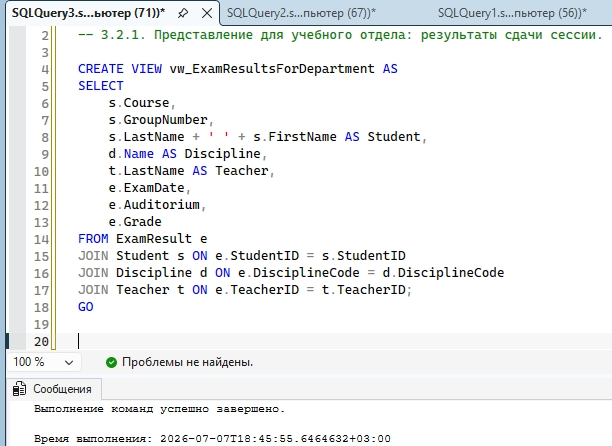 SQLQuery3.s...ьютер (71))*
SQLQuery2.s...пьютер (67))*
SQLQuery1.s...пьютер (56))*
2 -- 3.2.1. Представление для учебного отдела: результаты сдачи сессии.
3
4 CREATE VIEW vw_ExamResultsForDepartment AS
5 SELECT
6 s.Course,
7 s.GroupNumber,
8 s.LastName + ' ' + s.FirstName AS Student,
9 d.Name AS Discipline,
10 t.LastName AS Teacher,
11 e.ExamDate,
12 e.Auditorium,
13 e.Grade
14 FROM ExamResult e
15 JOIN Student s ON e.StudentID = s.StudentID
16 JOIN Discipline d ON e.DisciplineCode = d.DisciplineCode
17 JOIN Teacher t ON e.TeacherID = t.TeacherID;
18 GO
19
20
100 %
Проблемы не найдены.
Сообщения
Выполнение команд успешно завершено.
Время выполнения: 2026-07-07T18:45:55.6464632+03:00